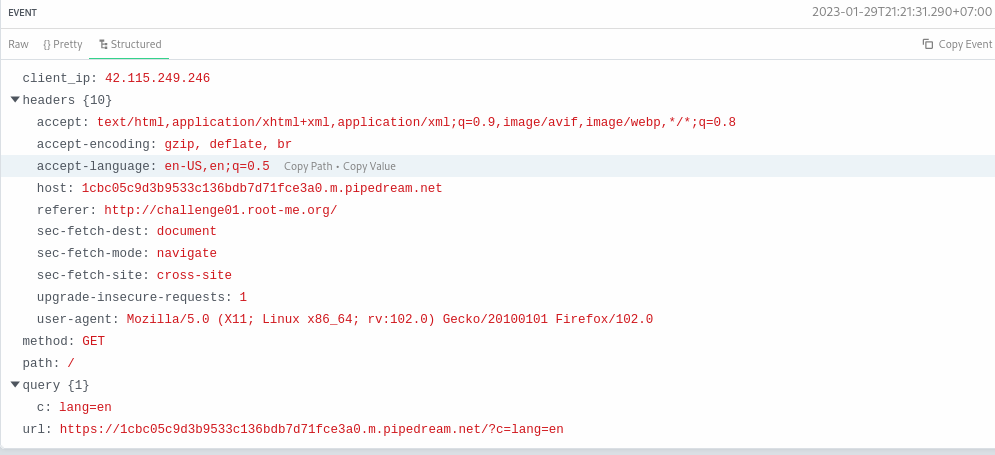 EVENT 2023-01-29T21:21:31.290+07:00
Raw {} Pretty Structured Copy Event
client_ip: 42.115.249.246
headers {10}
accept: text/html,application/xhtml+xml,application/xml;q=0.9,image/avif,image/webp,*/*;q=0.8
accept-encoding: gzip, deflate, br
accept-language: en-US,en;q=0.5 Copy Path • Copy Value
host: 1cbc05c9d3b9533c136bdb7d71fce3a0.m.pipedream.net
referer: http://challenge01.root-me.org/
sec-fetch-dest: document
sec-fetch-mode: navigate
sec-fetch-site: cross-site
upgrade-insecure-requests: 1
user-agent: Mozilla/5.0 (X11; Linux x86_64; rv:102.0) Gecko/20100101 Firefox/102.0
method: GET
path: /
query {1}
c: lang=en
url: https://1cbc05c9d3b9533c136bdb7d71fce3a0.m.pipedream.net/?c=lang=en